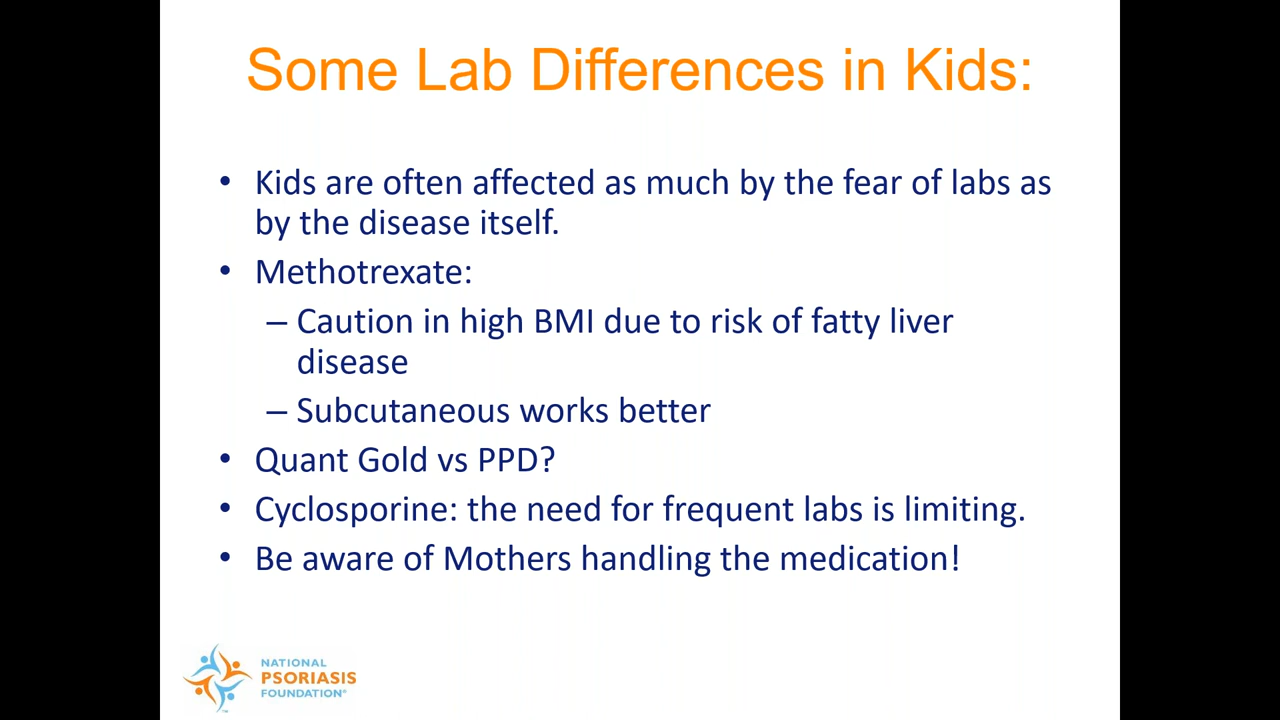 Some Lab Differences in Kids:
• Kids are often affected as much by the fear of labs as
by the disease itself.
• Methotrexate:
– Caution in high BMI due to risk of fatty liver
disease
– Subcutaneous works better
• Quant Gold vs PPD?
• Cyclosporine: the need for frequent labs is limiting.
• Be aware of Mothers handling the medication!
NATIONAL
PSORIASIS
FOUNDATION®
™